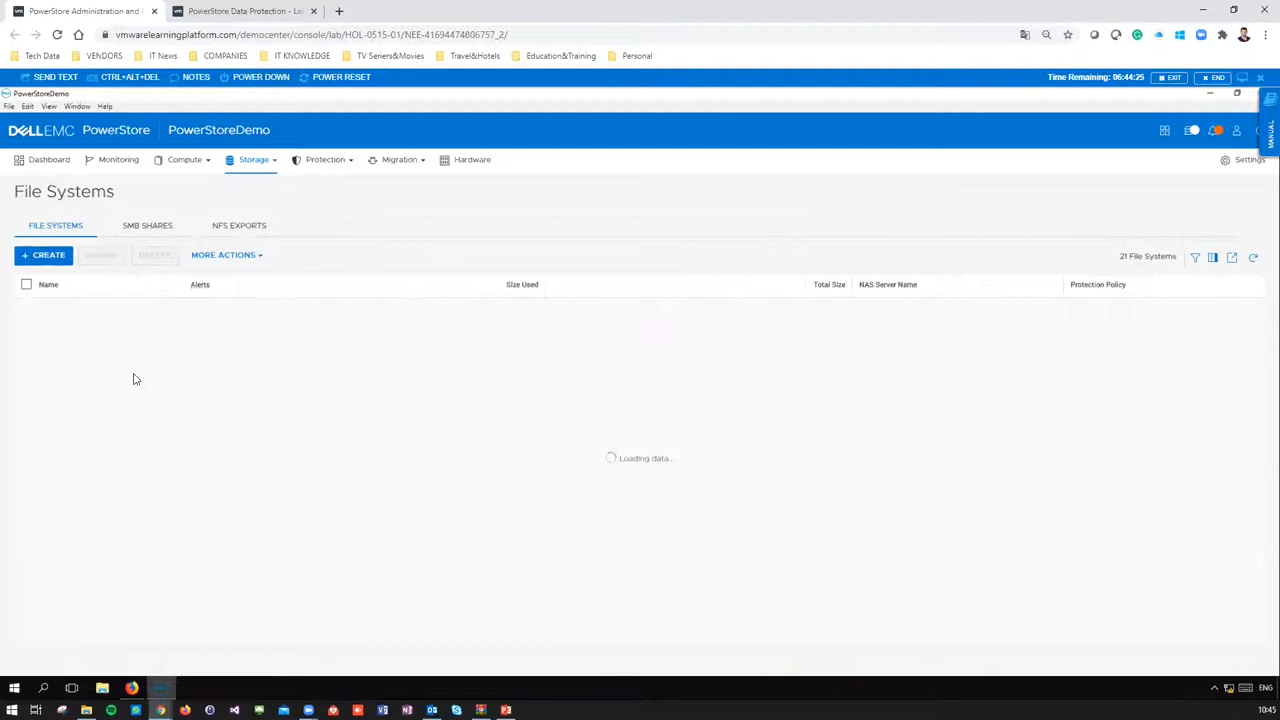 PowerStore Administration and
PowerStore Data Protection - La
vmwarelearningplatform.com/democenter/console/lab/HOL-0515-01/NEE-41694474806757_2/
Tech Data VENDORS IT News COMPANIES IT KNOWLEDGE TV Seriers&Movies Travel&Hotels Education&Training Personal
SEND TEXT CTRL+ALT+DEL NOTES POWER DOWN POWER RESET Time Remaining: 06:44:25 EXIT END
PowerStoreDemo
File Edit View Window Help
MANUAL
DELLEMC PowerStore PowerStoreDemo
Dashboard Monitoring Compute Storage Protection Migration Hardware Settings
File Systems
FILE SYSTEMS SMB SHARES NFS EXPORTS
+ CREATE MORE ACTIONS 21 File Systems
Name Alerts Size Used Total Size NAS Server Name Protection Policy
Loading data...
ENG
ENG 10:45